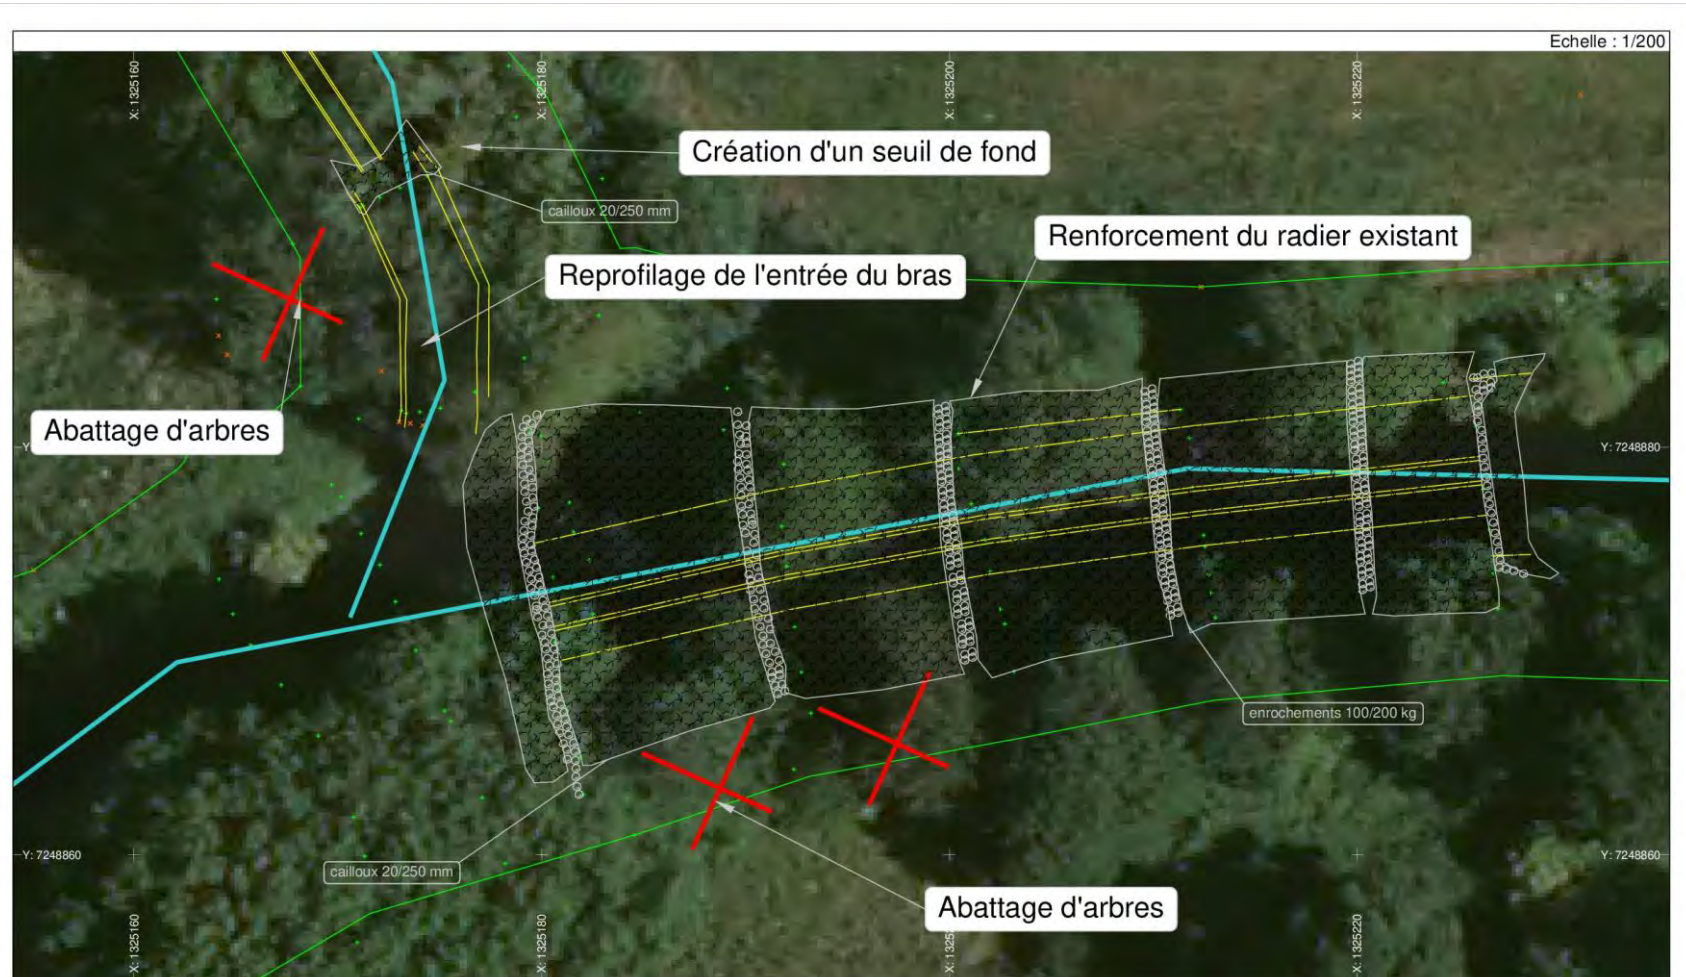 Echelle : 1/200
X: 1325160
X: 1325180
X: 1325200
X: 1325220
Création d'un seuil de fond
cailloux 20/250 mm
Renforcement du radier existant
Reprofilage de l'entrée du bras
Abattage d'arbres
Y: 7248880
enrochements 100/200 kg
Y: 7248860
Y: 7248860
cailloux 20/250 mm
Abattage d'arbres
X: 1325160
X: 1325180
X: 1325220